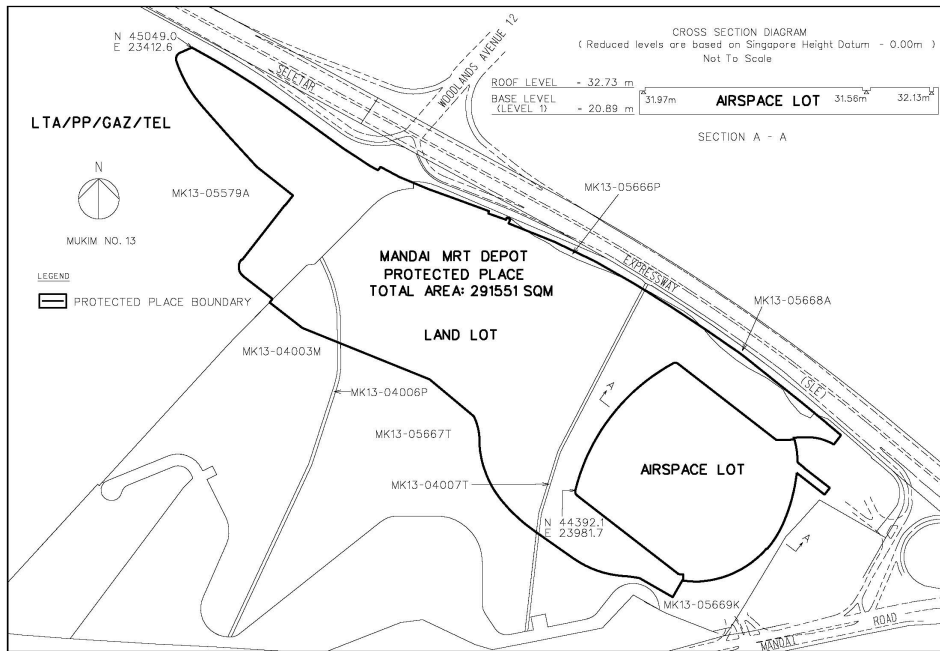 N 45049.0
E 23412.6
SELETAR
WOODLANDS AVENUE 12
CROSS SECTION DIAGRAM
( Reduced levels are based on Singapore Height Datum - 0.00m )
Not To Scale
ROOF LEVEL - 32.73 m
BASE LEVEL - 20.89 m
(LEVEL 1)
31.97m
AIRSPACE LOT
31.56m
32.13m
SECTION A - A
LTA/PP/GAZ/TEL
N
MUKIM NO. 13
LEGEND
PROTECTED PLACE BOUNDARY
MK13-05579A
MK13-05666P
MANDAI MRT DEPOT
PROTECTED PLACE
TOTAL AREA: 291551 SQM
LAND LOT
EXPRESSWAY
MK13-05668A
(SLE)
MK13-04003M
MK13-04006P
MK13-05667T
MK13-04007T
A
AIRSPACE LOT
N 44392.1
E 23981.7
A
MK13-05669K
MANDAI
ROAD